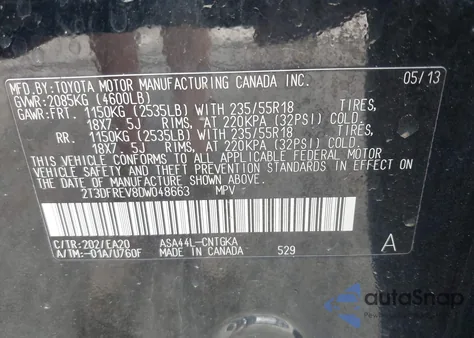 MFD.BY:TOYOTA MOTOR MANUFACTURING CANADA INC. 05/13
GVWR:2085KG (4600LB)
GAWR:FRT. 1150KG (2535LB) WITH 235/55R18 TIRES,
18X7. 5J RIMS, AT 220KPA (32PSI) COLD.
RR. 1150KG (2535LB) WITH 235/55R18 TIRES,
18X7. 5J RIMS, AT 220KPA (32PSI) COLD.
THIS VEHICLE CONFORMS TO ALL APPLICABLE FEDERAL MOTOR
VEHICLE SAFETY AND THEFT PREVENTION STANDARDS IN EFFECT
ON THE DATE OF MANUFACTURE SHOWN ABOVE.
2T3DFREV8DW048663 MPV
C/TR:202/EA20 ASA44L-CNTGKA A
A/TM:-01A/U760F MADE IN CANADA 529
autoSnap